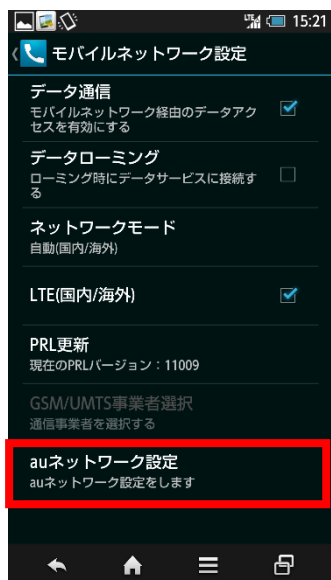 LTE 15:21
モバイルネットワーク設定
データ通信
モバイルネットワーク経由のデータアク
セスを有効にする
データローミング
ローミング時にデータサービスに接続す
る
ネットワークモード
自動(国内/海外)
LTE(国内/海外)
PRL更新
現在のPRLバージョン：11009
GSM/UMTS事業者選択
通信事業者を選択する
auネットワーク設定
auネットワーク設定をします